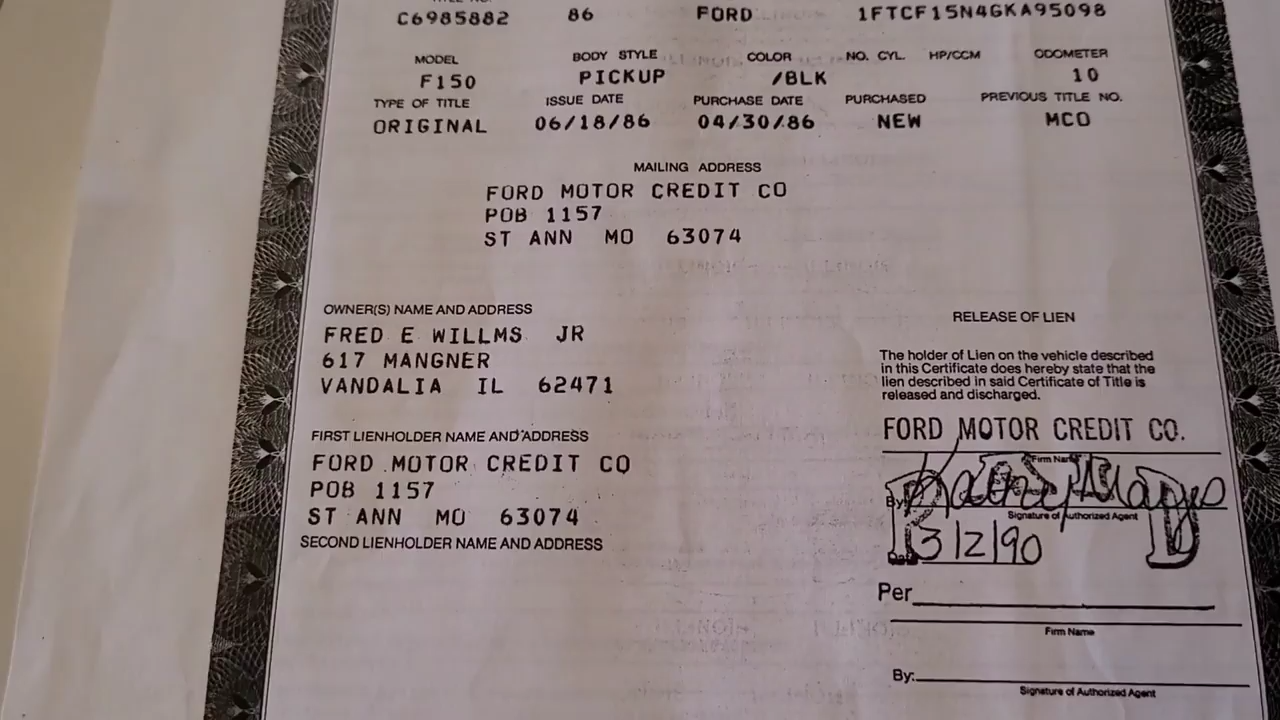 C6985882 86 FORD 1FTCF15N4GKA95098
MODEL BODY STYLE COLOR NO. CYL. HP/CCM ODOMETER
F150 PICKUP /BLK 10
TYPE OF TITLE ISSUE DATE PURCHASE DATE PURCHASED PREVIOUS TITLE NO.
ORIGINAL 06/18/86 04/30/86 NEW MCO
MAILING ADDRESS
FORD MOTOR CREDIT CO
POB 1157
ST ANN MO 63074
OWNER(S) NAME AND ADDRESS
FRED E WILLMS JR
617 MANGNER
VANDALIA IL 62471
FIRST LIENHOLDER NAME AND ADDRESS
FORD MOTOR CREDIT CO
POB 1157
ST ANN MO 63074
SECOND LIENHOLDER NAME AND ADDRESS
RELEASE OF LIEN
The holder of Lien on the vehicle described
in this Certificate does hereby state that the
lien described in said Certificate of Title is
released and discharged.
FORD MOTOR CREDIT CO.
Firm Name
By
Signature of Authorized Agent
3/2/90
Per
Firm Name
By:
Signature of Authorized Agent